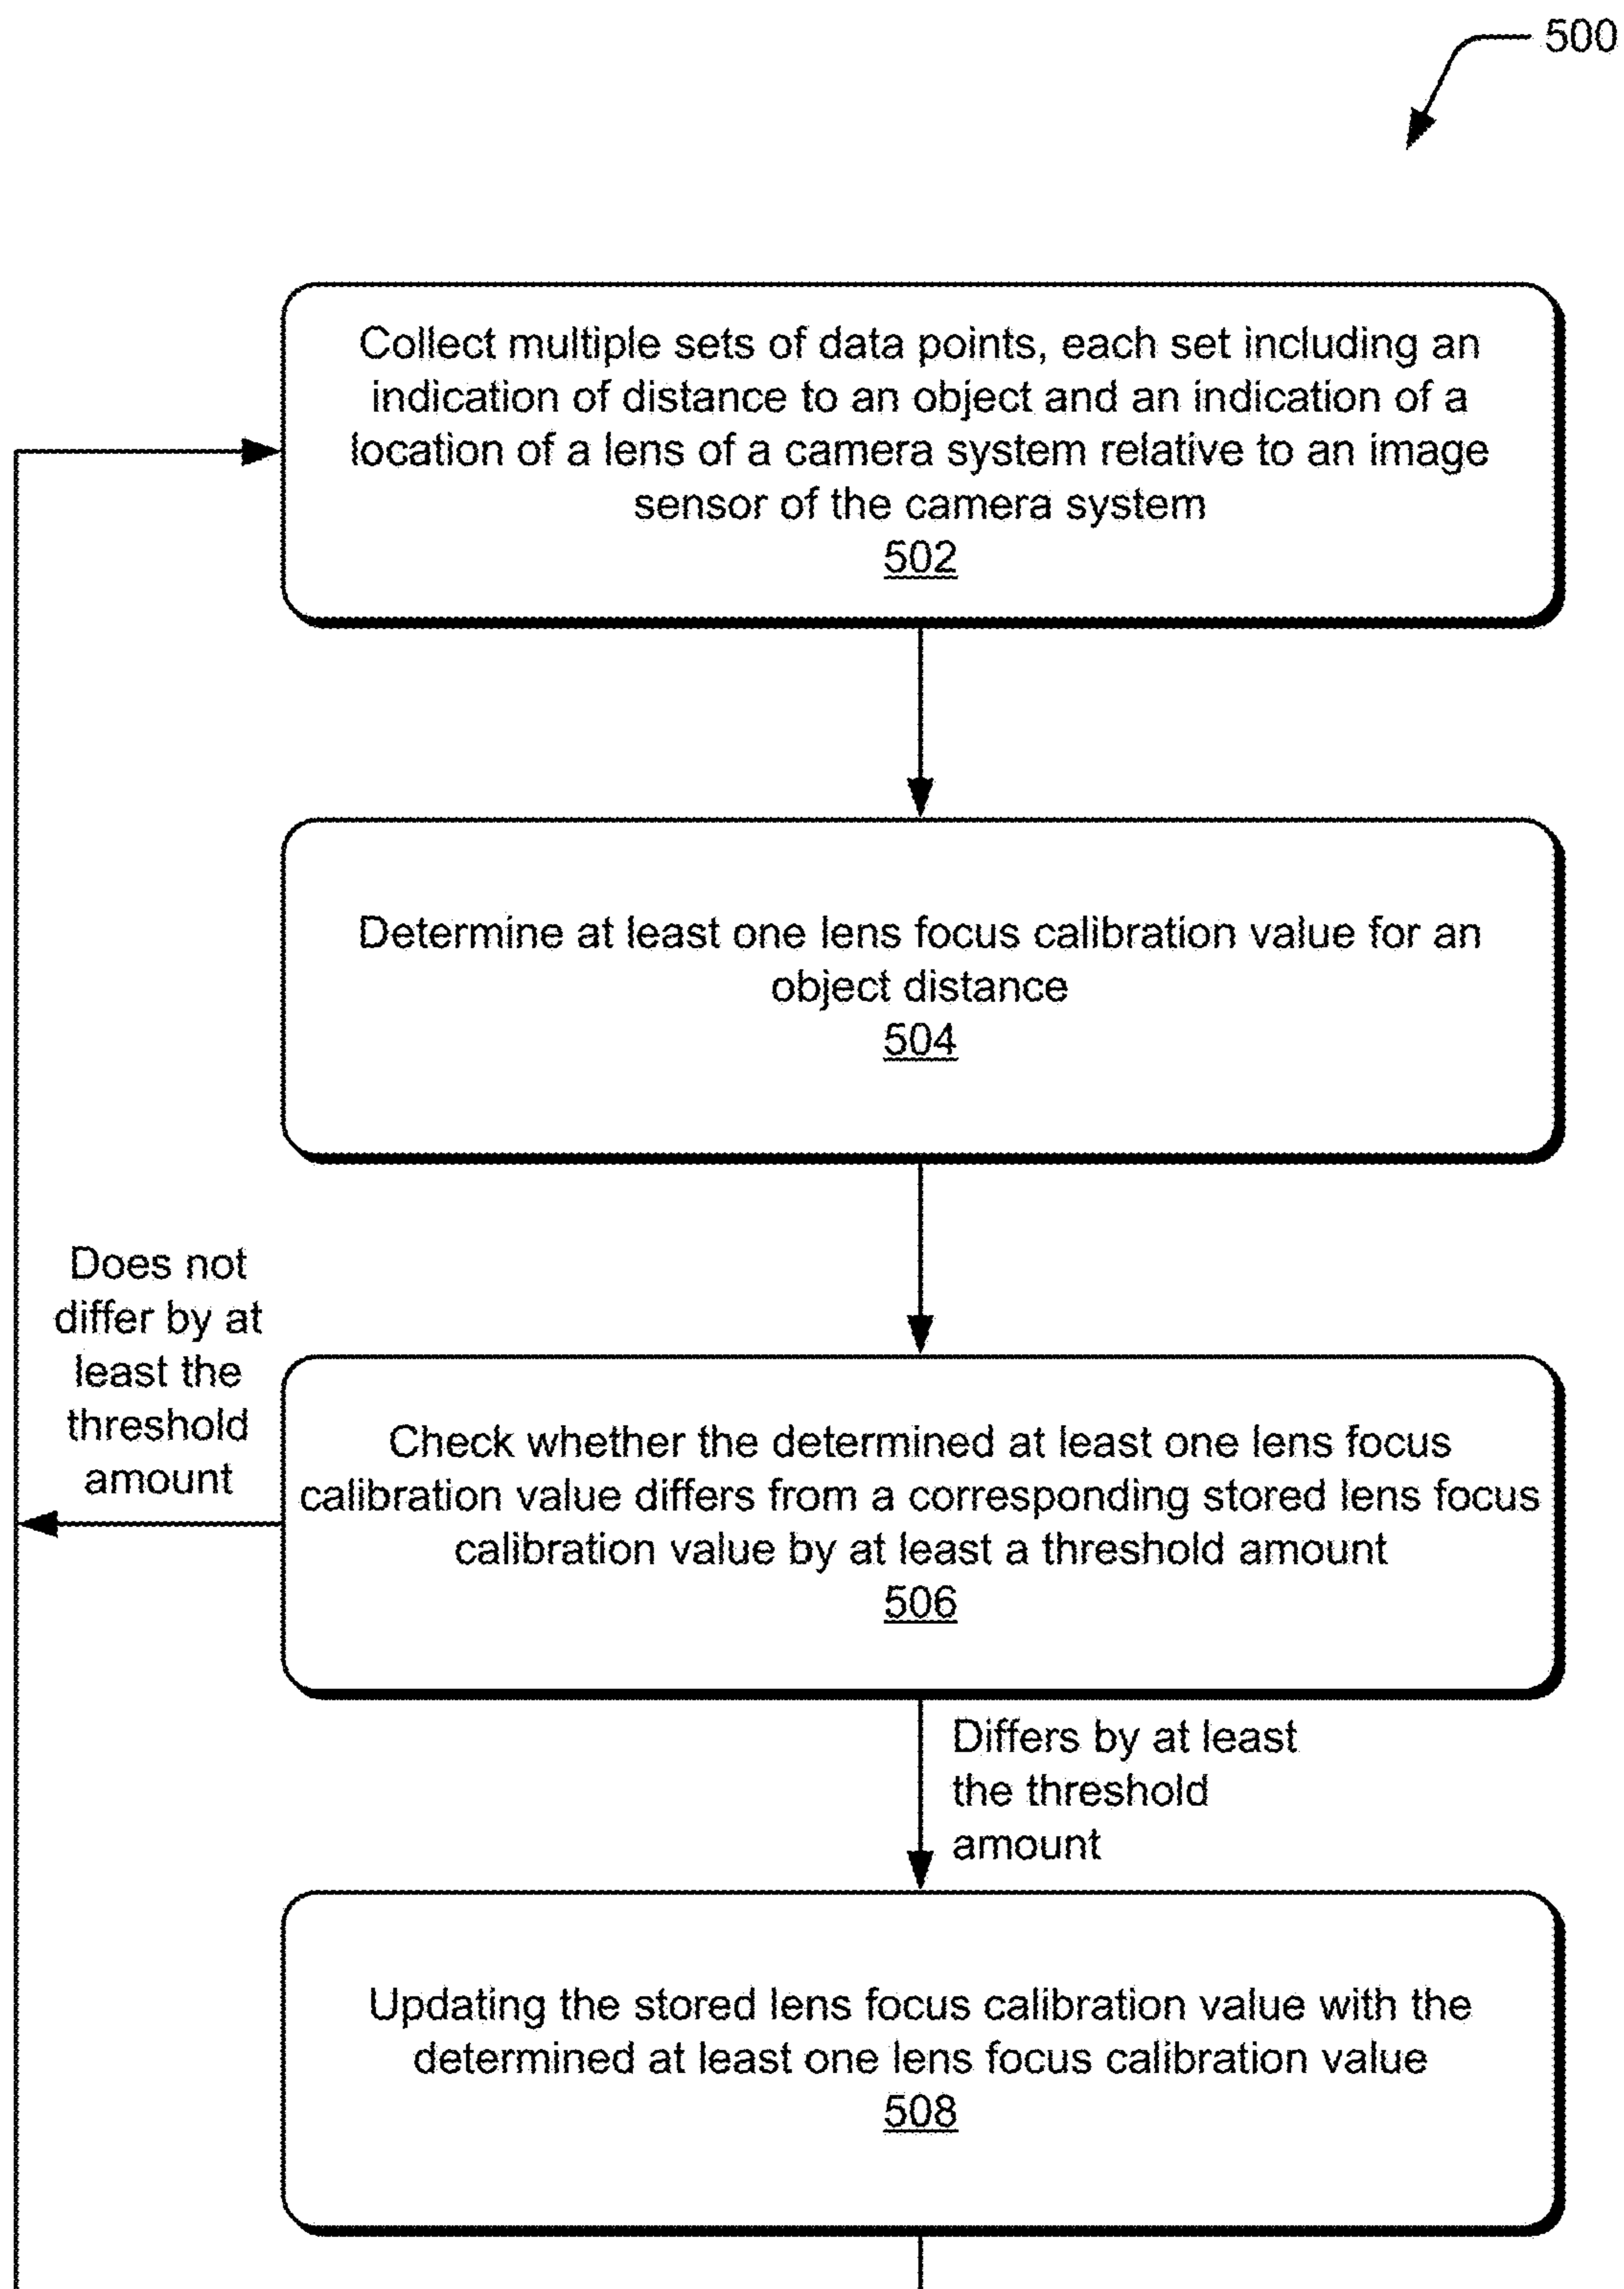 500
Collect multiple sets of data points, each set including an
indication of distance to an object and an indication of a
location of a lens of a camera system relative to an image
sensor of the camera system
502
Determine at least one lens focus calibration value for an
object distance
504
Does not
differ by at
least the
threshold
amount
Check whether the determined at least one lens focus
calibration value differs from a corresponding stored lens focus
calibration value by at least a threshold amount
506
Differs by at least
the threshold
amount
Updating the stored lens focus calibration value with the
determined at least one lens focus calibration value
508